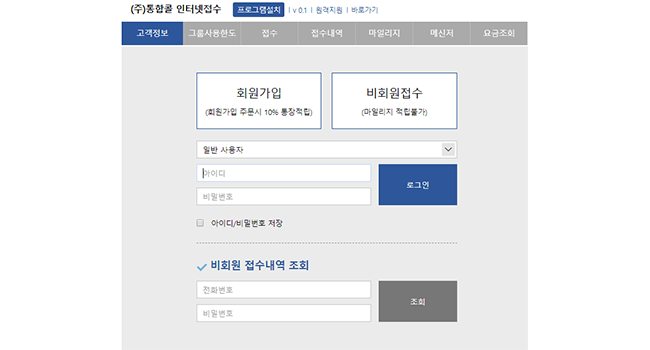 (주)통합콜 인터넷접수 프로그램설치 | v 0.1 | 원격지원 | 바로가기
고객정보 그룹사용한도 접수 접수내역 마일리지 메신저 요금조회
회원가입 비회원접수
(회원가입 주문시 10% 통장적립) (마일리지 적립불가)
일반 사용자
아이디
로그인
비밀번호
아이디/비밀번호 저장
비회원 접수내역 조회
전화번호
조회
비밀번호